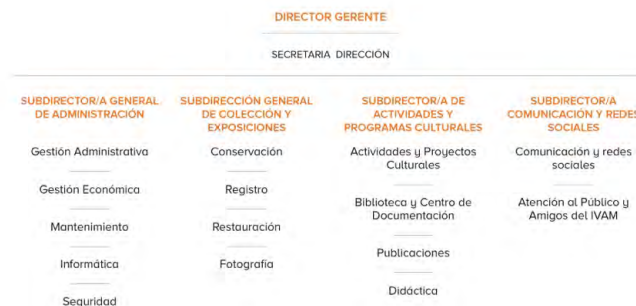 DIRECTOR GERENTE
SECRETARIA DIRECCIÓN
SUBDIRECTOR/A GENERAL
DE ADMINISTRACIÓN
Gestión Administrativa
Gestión Económica
Mantenimiento
Informática
Seguridad
SUBDIRECCIÓN GENERAL
DE COLECCIÓN Y
EXPOSICIONES
Conservación
Registro
Restauración
Fotografía
SUBDIRECTOR/A DE
ACTIVIDADES Y
PROGRAMAS CULTURALES
Actividades y Proyectos
Culturales
Biblioteca y Centro de
Documentación
Publicaciones
Didáctica
SUBDIRECTOR/A
COMUNICACIÓN Y REDES
SOCIALES
Comunicación y redes
sociales
Atención al Público y
Amigos del IVAM